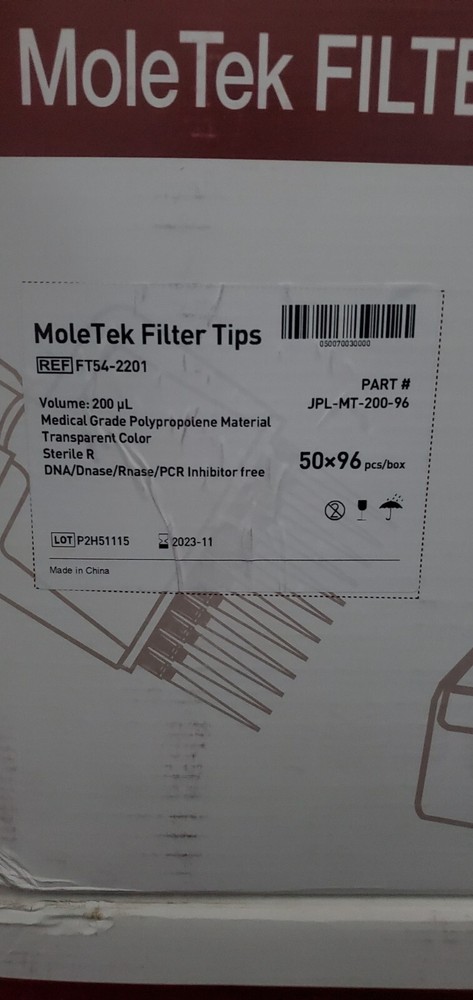 MoleTek FILTE
MoleTek Filter Tips
050070030000
REF FT54-2201
PART #
JPL-MT-200-96
Volume: 200 µL
Medical Grade Polypropolene Material
Transparent Color
Sterile R
DNA/Dnase/Rnase/PCR Inhibitor free
50×96 pcs/box
LOT P2H51115
2023-11
Made in China